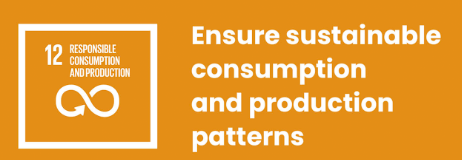 12 RESPONSIBLE
CONSUMPTION
AND PRODUCTION
Ensure sustainable
consumption
and production
patterns